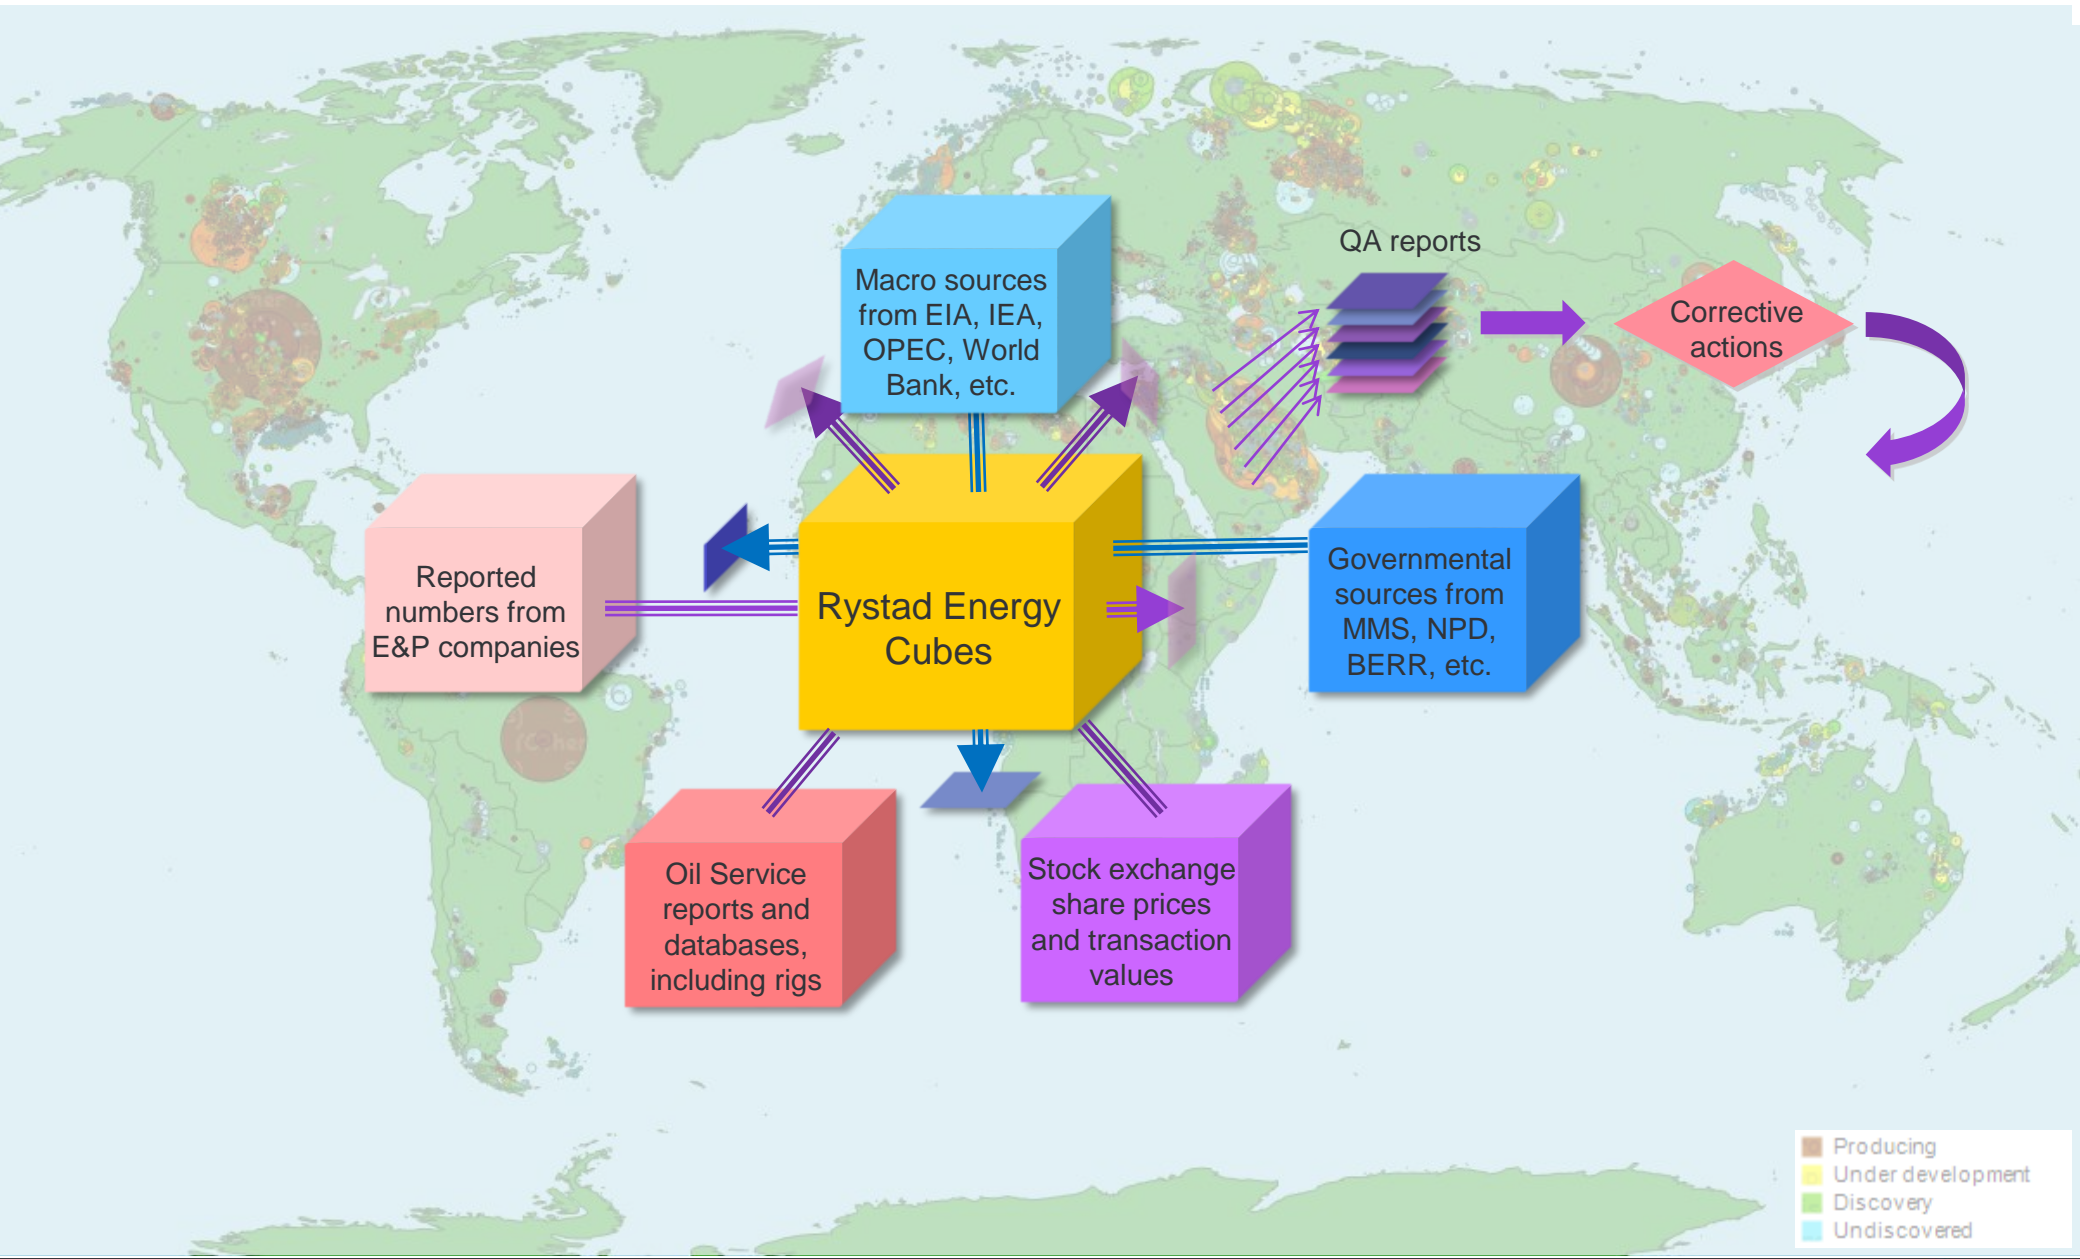 QA reports
Macro sources
from EIA, IEA,
OPEC, World
Bank, etc.
Corrective
actions
Reported
numbers from
E&P companies
Rystad Energy
Cubes
Governmental
sources from
MMS, NPD,
BERR, etc.
Oil Service
reports and
databases,
including rigs
Stock exchange
share prices
and transaction
values
Producing
Under development
Discovery
Undiscovered